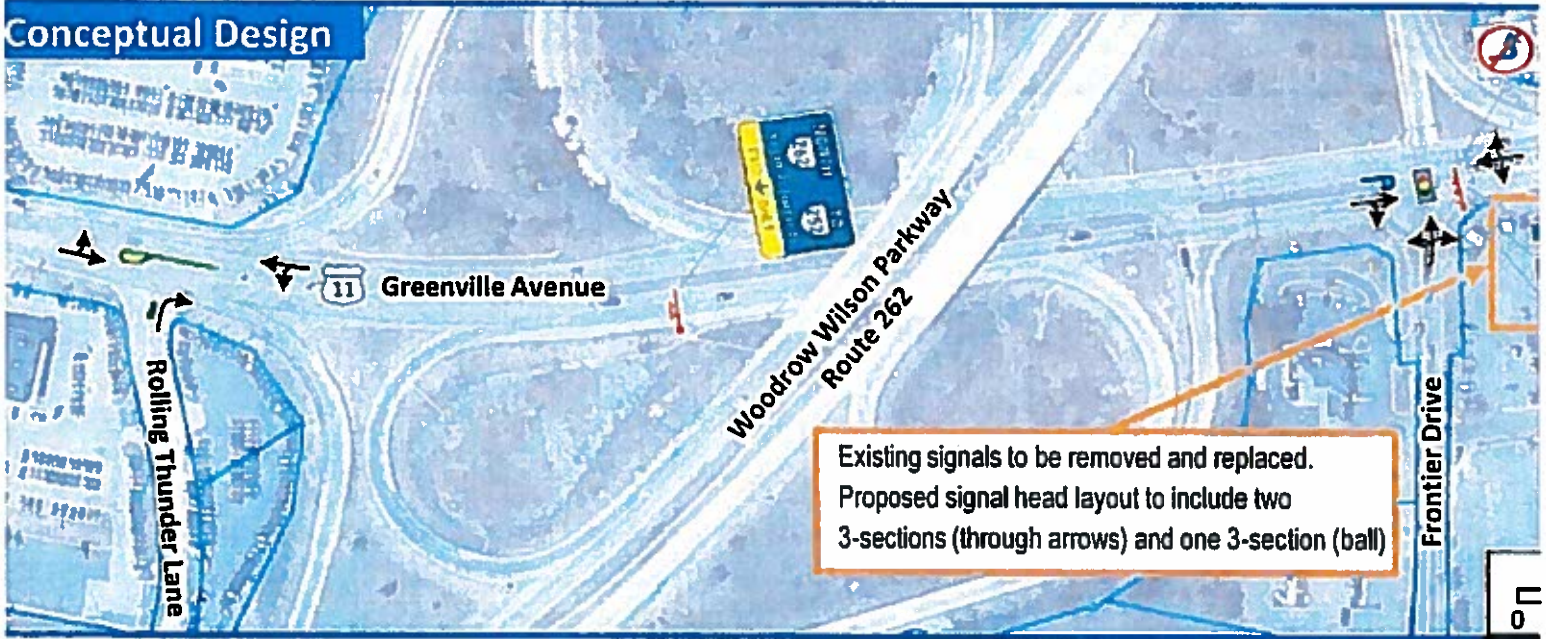 Conceptual Design
11 Greenville Avenue
Woodrow Wilson Parkway
Route 262
Rolling Thunder Lane
Frontier Drive
Existing signals to be removed and replaced.
Proposed signal head layout to include two
3-sections (through arrows) and one 3-section (ball)